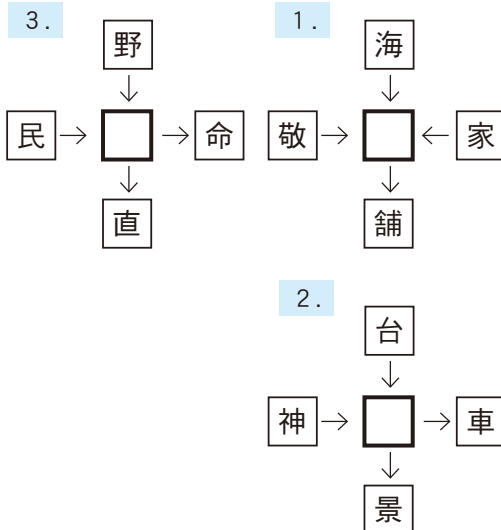 1.
海
敬
家
舗
2.
台
神
車
景
3.
野
民
命
直